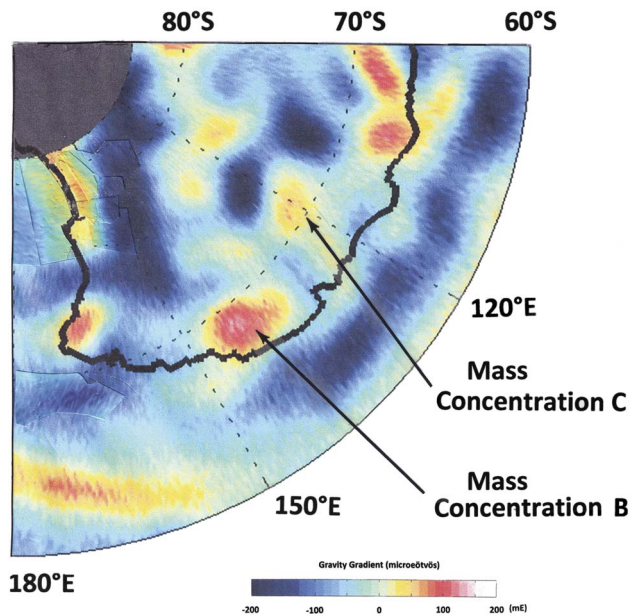 80°S 70°S 60°S
120°E
Mass
Concentration C
Mass
Concentration B
150°E
180°E
Gravity Gradient (microeötvös)
-200 -100 0 100 200 (mE)